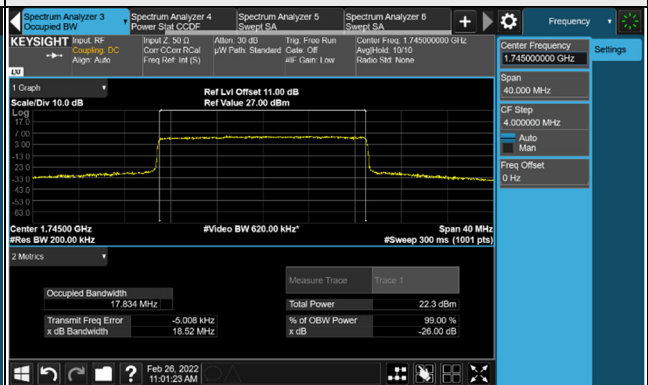 Spectrum Analyzer 3
Occupied BW
Spectrum Analyzer 4
Power Stat CCDF
Spectrum Analyzer 5
Swept SA
Spectrum Analyzer 6
Swept SA
+
Frequency
KEYSIGHT
Input: RF
Coupling: DC
Align: Auto
Input Z: 50 Ω
Corr CCorr RCal
Freq Ref: Int (S)
Atten: 30 dB
µW Path: Standard
Trig: Free Run
Gate: Off
#IF Gain: Low
Center Freq: 1.745000000 GHz
Avg|Hold: 10/10
Radio Std: None
LXI
Center Frequency
1.745000000 GHz
Settings
Span
40.000 MHz
CF Step
4.000000 MHz
Auto
Man
Freq Offset
0 Hz
1 Graph
Scale/Div 10.0 dB
Ref Lvl Offset 11.00 dB
Ref Value 27.00 dBm
Log
17.0
7.00
-3.00
-13.0
-23.0
-33.0
-43.0
-53.0
-63.0
Center 1.74500 GHz
#Res BW 200.00 kHz
#Video BW 620.00 kHz*
Span 40 MHz
#Sweep 300 ms (1001 pts)
2 Metrics
Measure Trace
Trace 1
Occupied Bandwidth
17.834 MHz
Total Power
22.3 dBm
Transmit Freq Error
-5.008 kHz
% of OBW Power
99.00 %
x dB Bandwidth
18.52 MHz
x dB
-26.00 dB
?
Feb 26, 2022
11:01:23 AM